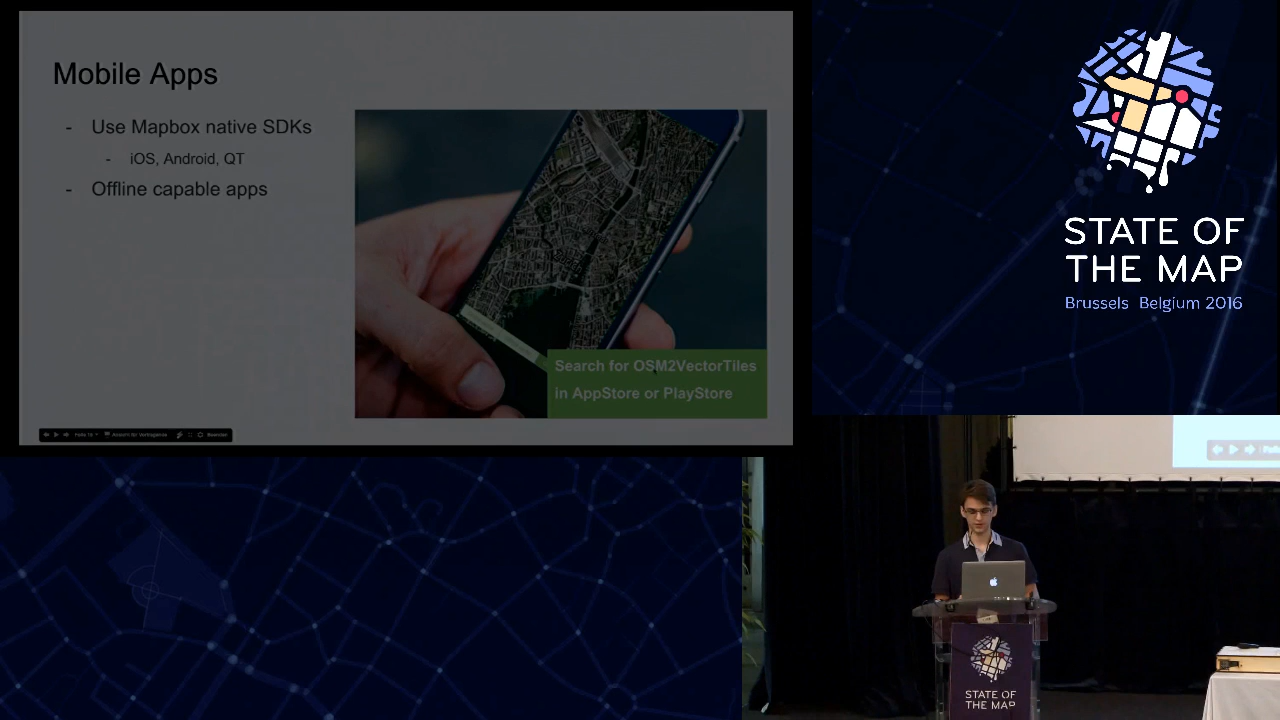 Mobile Apps
- Use Mapbox native SDKs
- iOS, Android, QT
- Offline capable apps
Search for OSM2VectorTiles
in AppStore or PlayStore
STATE OF
THE MAP
Brussels Belgium 2016
STATE OF
THE MAP